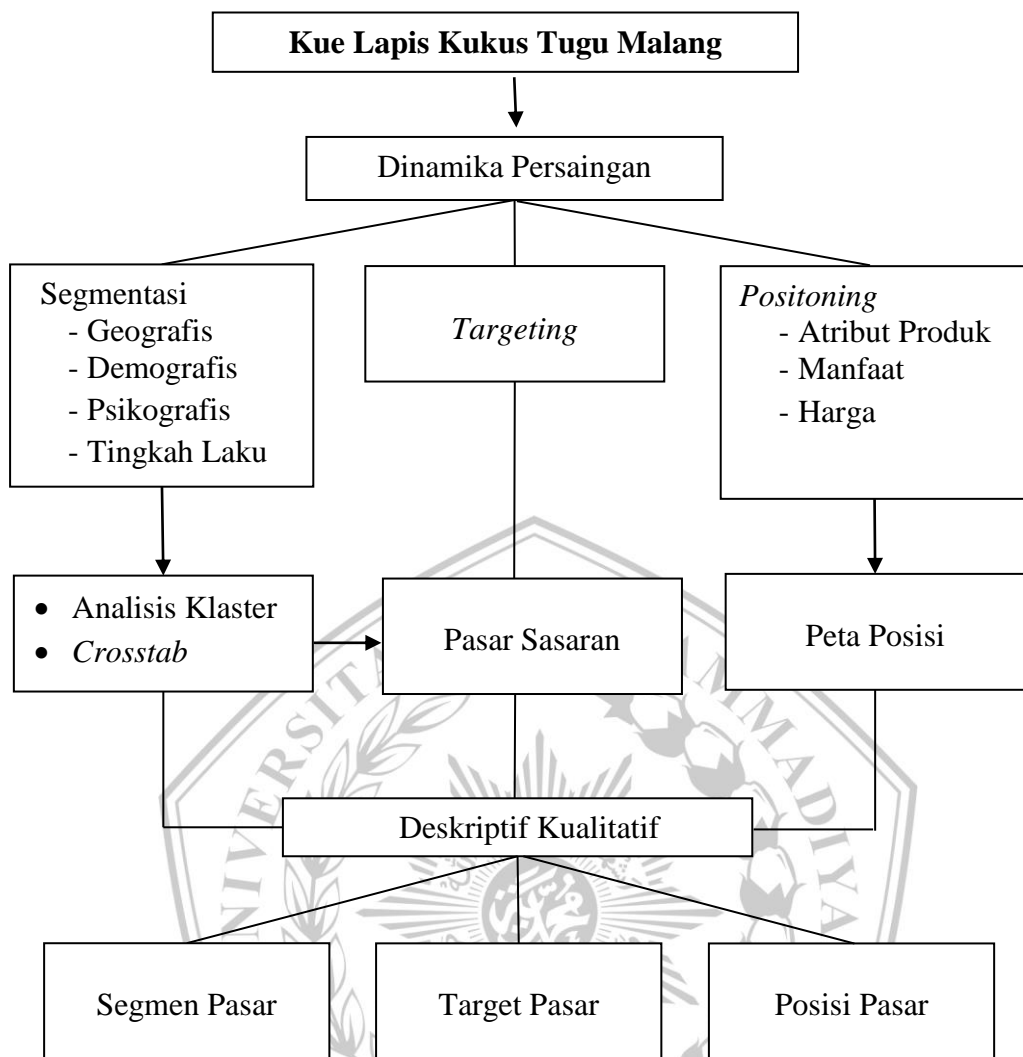 Kue Lapis Kukus Tugu Malang
Dinamika Persaingan
Segmentasi
- Geografis
- Demografis
- Psikografis
- Tingkah Laku
Targeting
Positoning
- Atribut Produk
- Manfaat
- Harga
• Analisis Klaster
• Crosstab
Pasar Sasaran
Peta Posisi
Deskriptif Kualitatif
Segmen Pasar
Target Pasar
Posisi Pasar